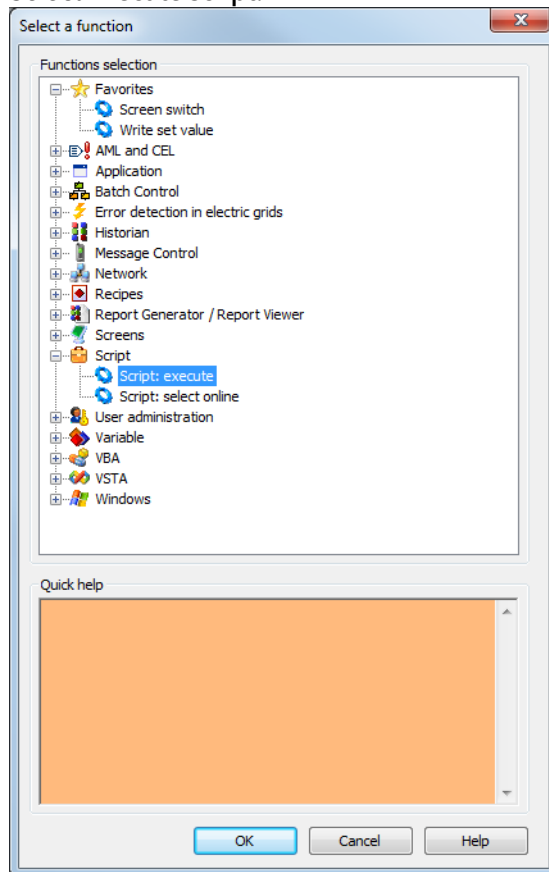 Select a function
Functions selection
Favorites
Screen switch
Write set value
AML and CEL
Application
Batch Control
Error detection in electric grids
Historian
Message Control
Network
Recipes
Report Generator / Report Viewer
Screens
Script
Script: execute
Script: select online
User administration
Variable
VBA
VSTA
Windows
Quick help
OK Cancel Help